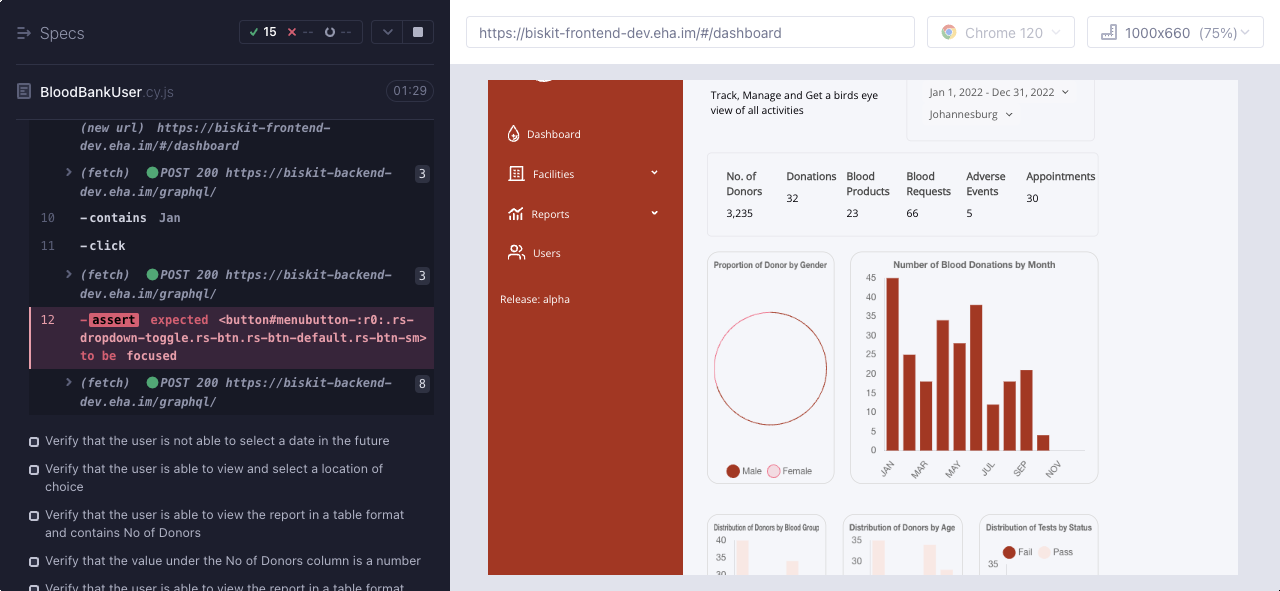 Specs
15
--
--
BloodBankUser.cy.js
01:29
(new url) https://biskit-frontend-
dev.eha.im/#/dashboard
(fetch) POST 200 https://biskit-backend-
dev.eha.im/graphql/
3
10 -contains Jan
11 -click
(fetch) POST 200 https://biskit-backend-
dev.eha.im/graphql/
3
12 -assert expected <button#menubutton-:r0:.rs-
dropdown-toggle.rs-btn.rs-btn-default.rs-btn-sm>
to be focused
(fetch) POST 200 https://biskit-backend-
dev.eha.im/graphql/
8
Verify that the user is not able to select a date in the future
Verify that the user is able to view and select a location of
choice
Verify that the user is able to view the report in a table format
and contains No of Donors
Verify that the value under the No of Donors column is a number
Verify that the user is able to view the report in a table format
https://biskit-frontend-dev.eha.im/#/dashboard
Chrome 120
1000x660 (75%)
Dashboard
Facilities
Reports
Users
Release: alpha
Track, Manage and Get a birds eye
view of all activities
Jan 1, 2022 - Dec 31, 2022
Johannesburg
No. of
Donors
3,235
Donations
32
Blood
Products
23
Blood
Requests
66
Adverse
Events
5
Appointments
30
Proportion of Donor by Gender
Male Female
Number of Blood Donations by Month
45
40
35
30
25
20
15
10
5
0
JAN MAR MAY JUL SEP NOV
Distribution of Donors by Blood Group
40
35
30
Distribution of Donors by Age
35
30
Distribution of Tests by Status
Fail Pass
35